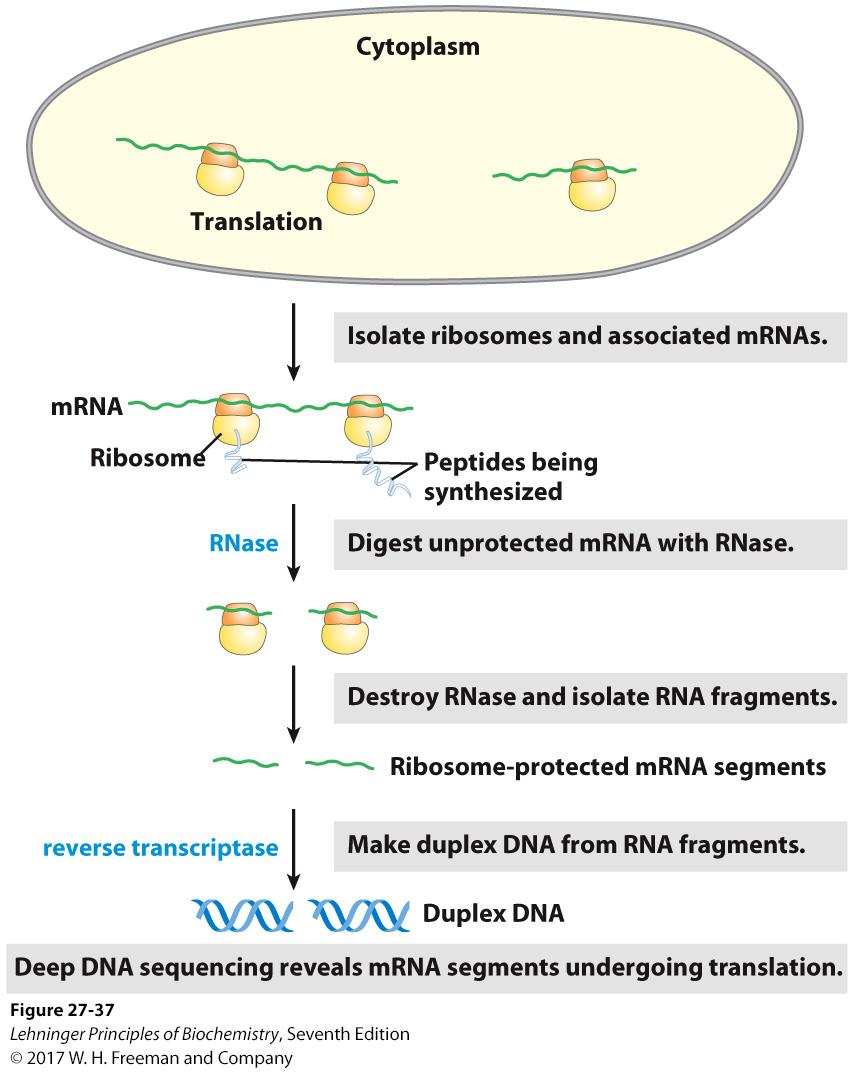 Cytoplasm
Translation
Isolate ribosomes and associated mRNAs.
mRNA
Ribosome
Peptides being
synthesized
RNase
Digest unprotected mRNA with RNase.
Destroy RNase and isolate RNA fragments.
Ribosome-protected mRNA segments
reverse transcriptase
Make duplex DNA from RNA fragments.
Duplex DNA
Deep DNA sequencing reveals mRNA segments undergoing translation.
Figure 27-37
Lehninger Principles of Biochemistry, Seventh Edition
© 2017 W. H. Freeman and Company